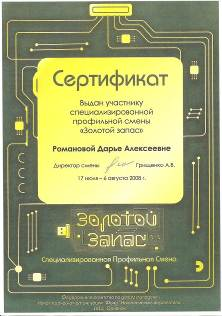 Сертификат
Выдан участнику
специализированной
профильной смены
«Золотой запас»
Романовой Дарье Алексеевне
Директор смены Грищенко А.В.
17 июля – 6 августа 2008 г.
Золотой
Запас
Специализированная Профильная Смена